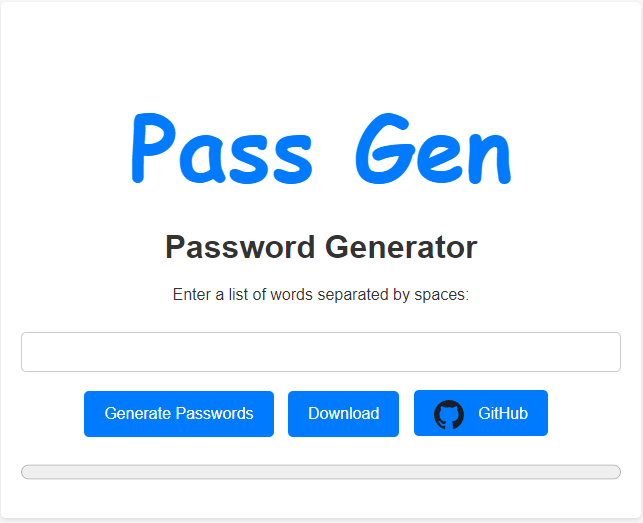 Pass Gen
Password Generator
Enter a list of words separated by spaces:
Generate Passwords
Download
GitHub